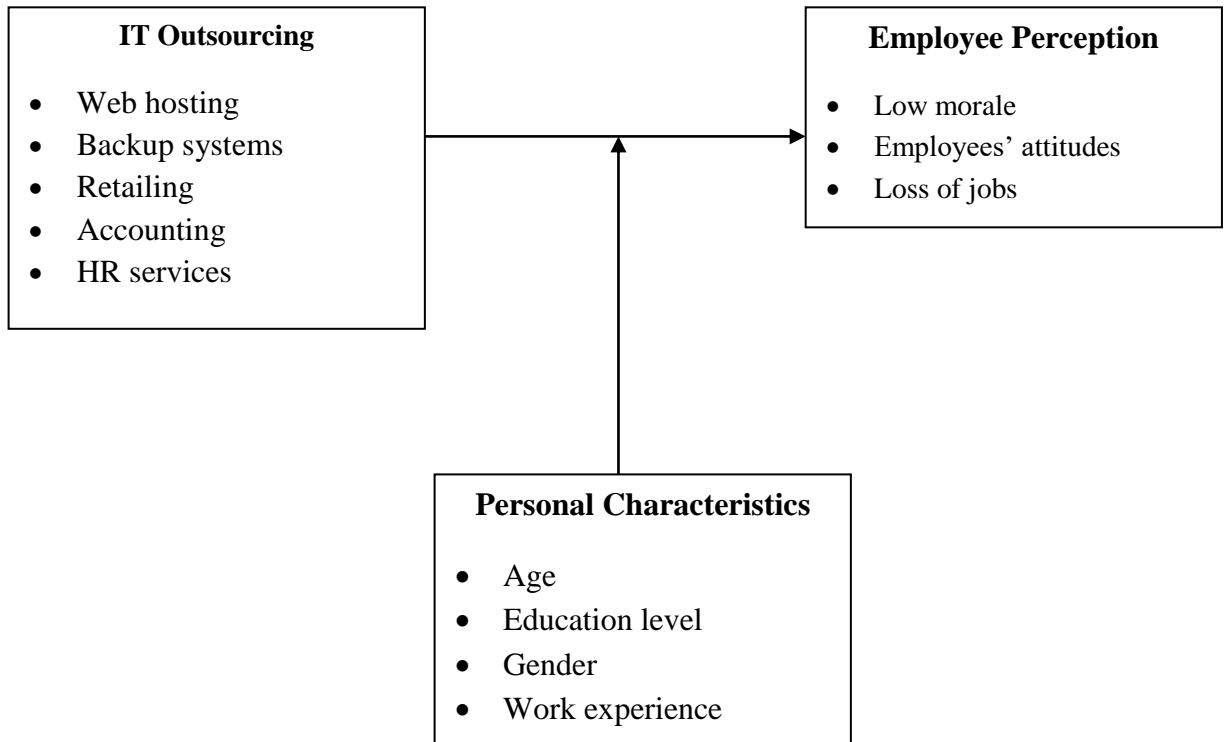 IT Outsourcing
• Web hosting
• Backup systems
• Retailing
• Accounting
• HR services
Employee Perception
• Low morale
• Employees’ attitudes
• Loss of jobs
Personal Characteristics
• Age
• Education level
• Gender
• Work experience